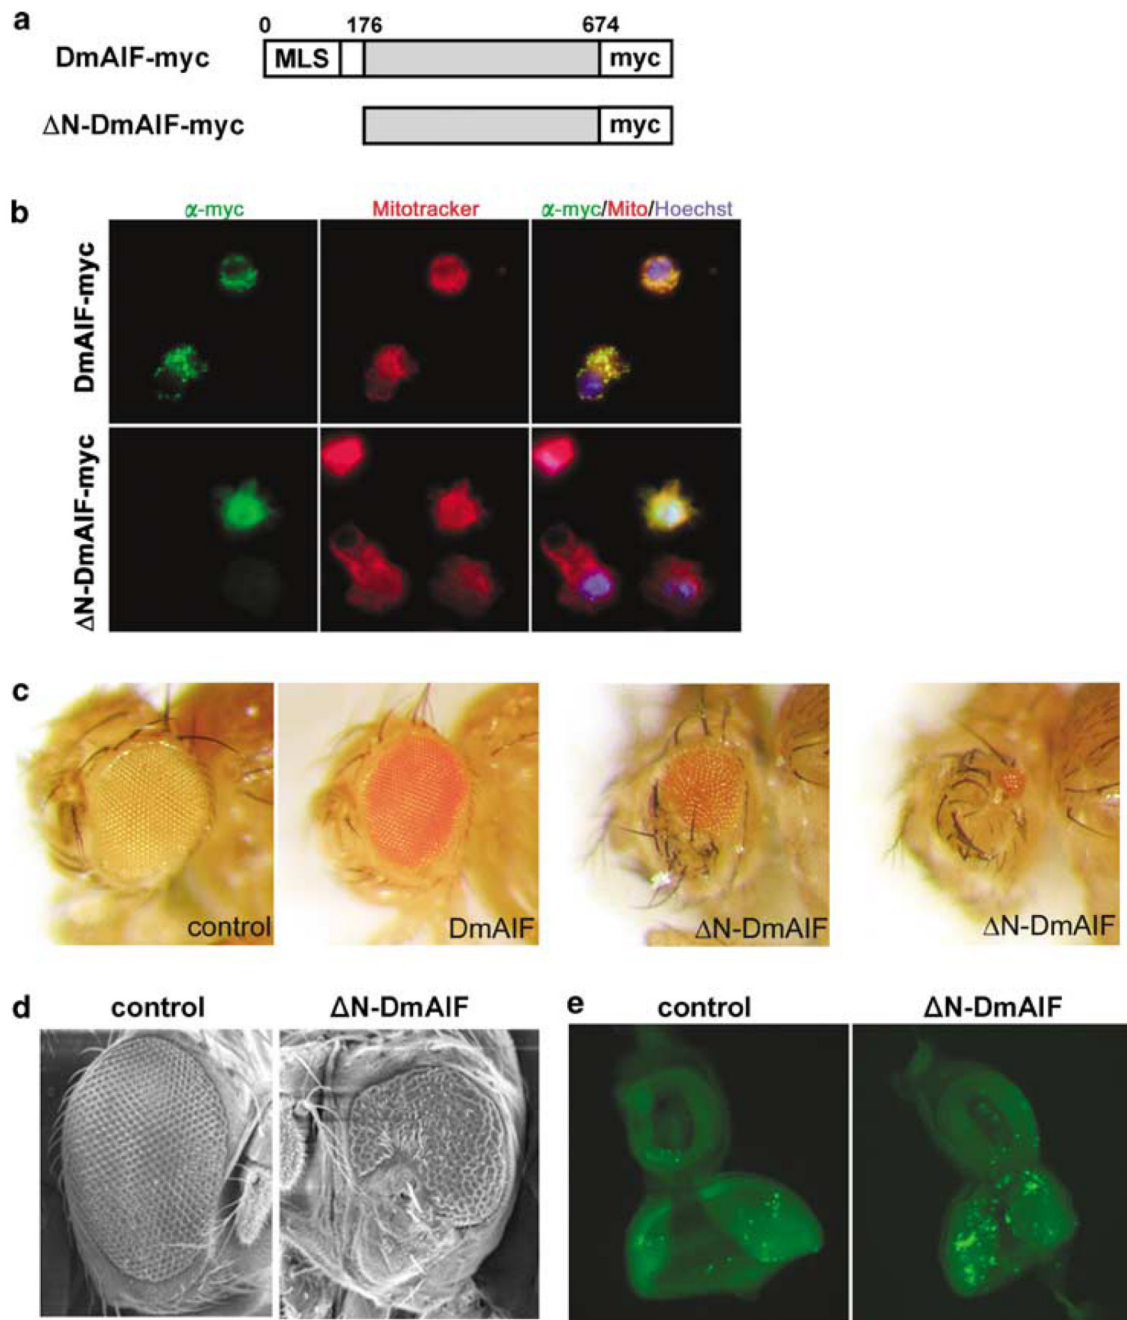 a
0 176 674
DmAIF-myc MLS myc
ΔN-DmAIF-myc myc
b
α-myc Mitotracker α-myc/Mito/Hoechst
DmAIF-myc
ΔN-DmAIF-myc
c
control DmAIF ΔN-DmAIF ΔN-DmAIF
d control ΔN-DmAIF
e control ΔN-DmAIF